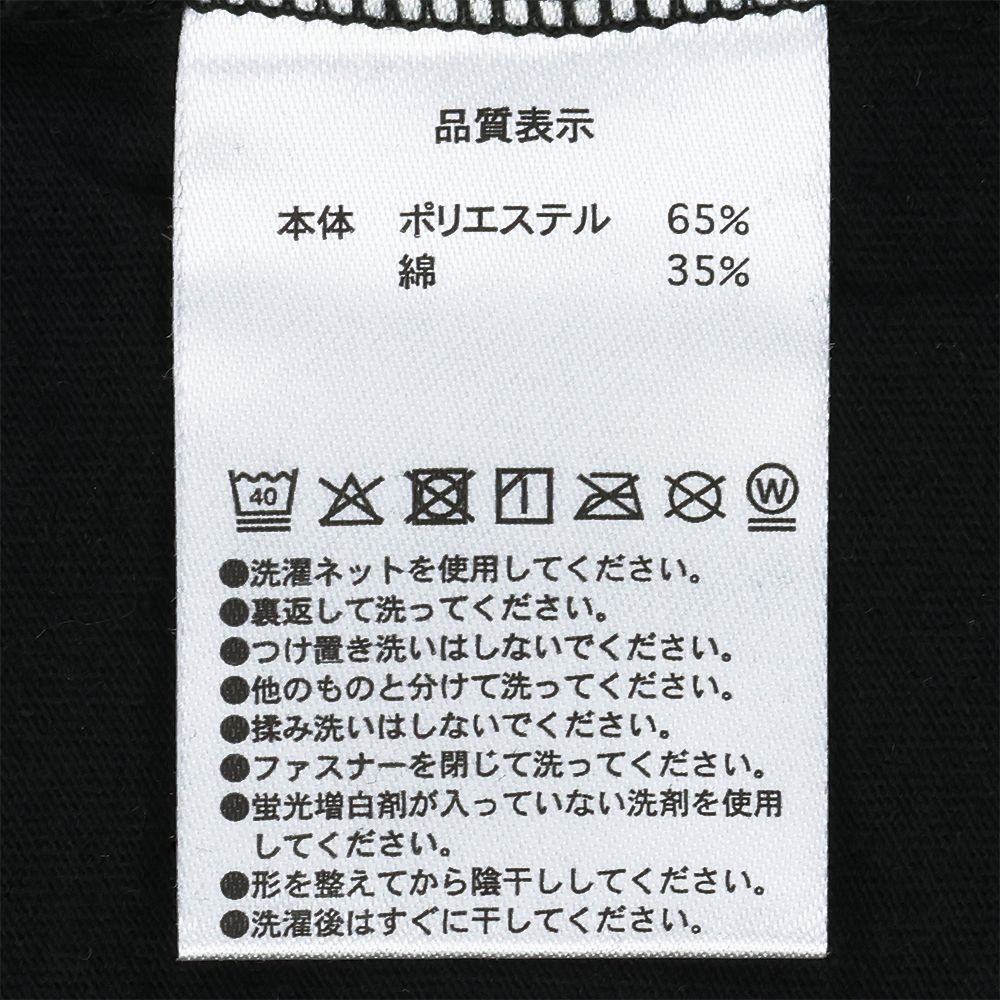 品質表示
本体 ポリエステル 65%
綿 35%
40 W
●洗濯ネットを使用してください。
●裏返して洗ってください。
●つけ置き洗いはしないでください。
●他のものと分けて洗ってください。
●揉み洗いはしないでください。
●ファスナーを閉じて洗ってください。
●蛍光増白剤が入っていない洗剤を使用
してください。
●形を整えてから陰干ししてください。
●洗濯後はすぐに干してください。